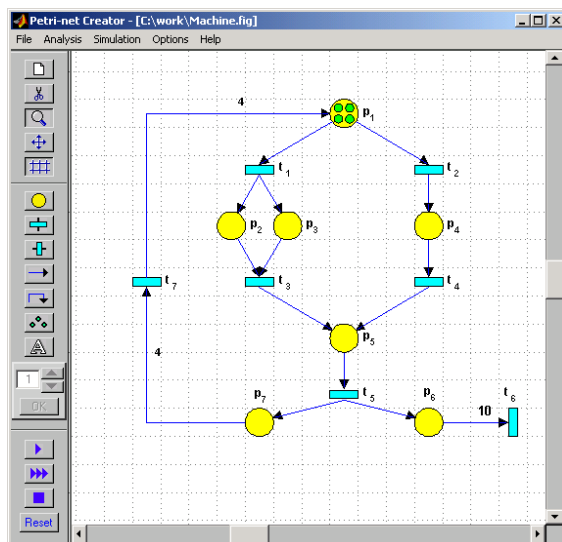 Petri-net Creator - [C:\work\Machine.fig]
File Analysis Simulation Options Help
4
p1
t1
t2
p2
p3
p4
t7
t3
t4
p5
4
p7
t5
p6
10
t6
A
1
OK
Reset